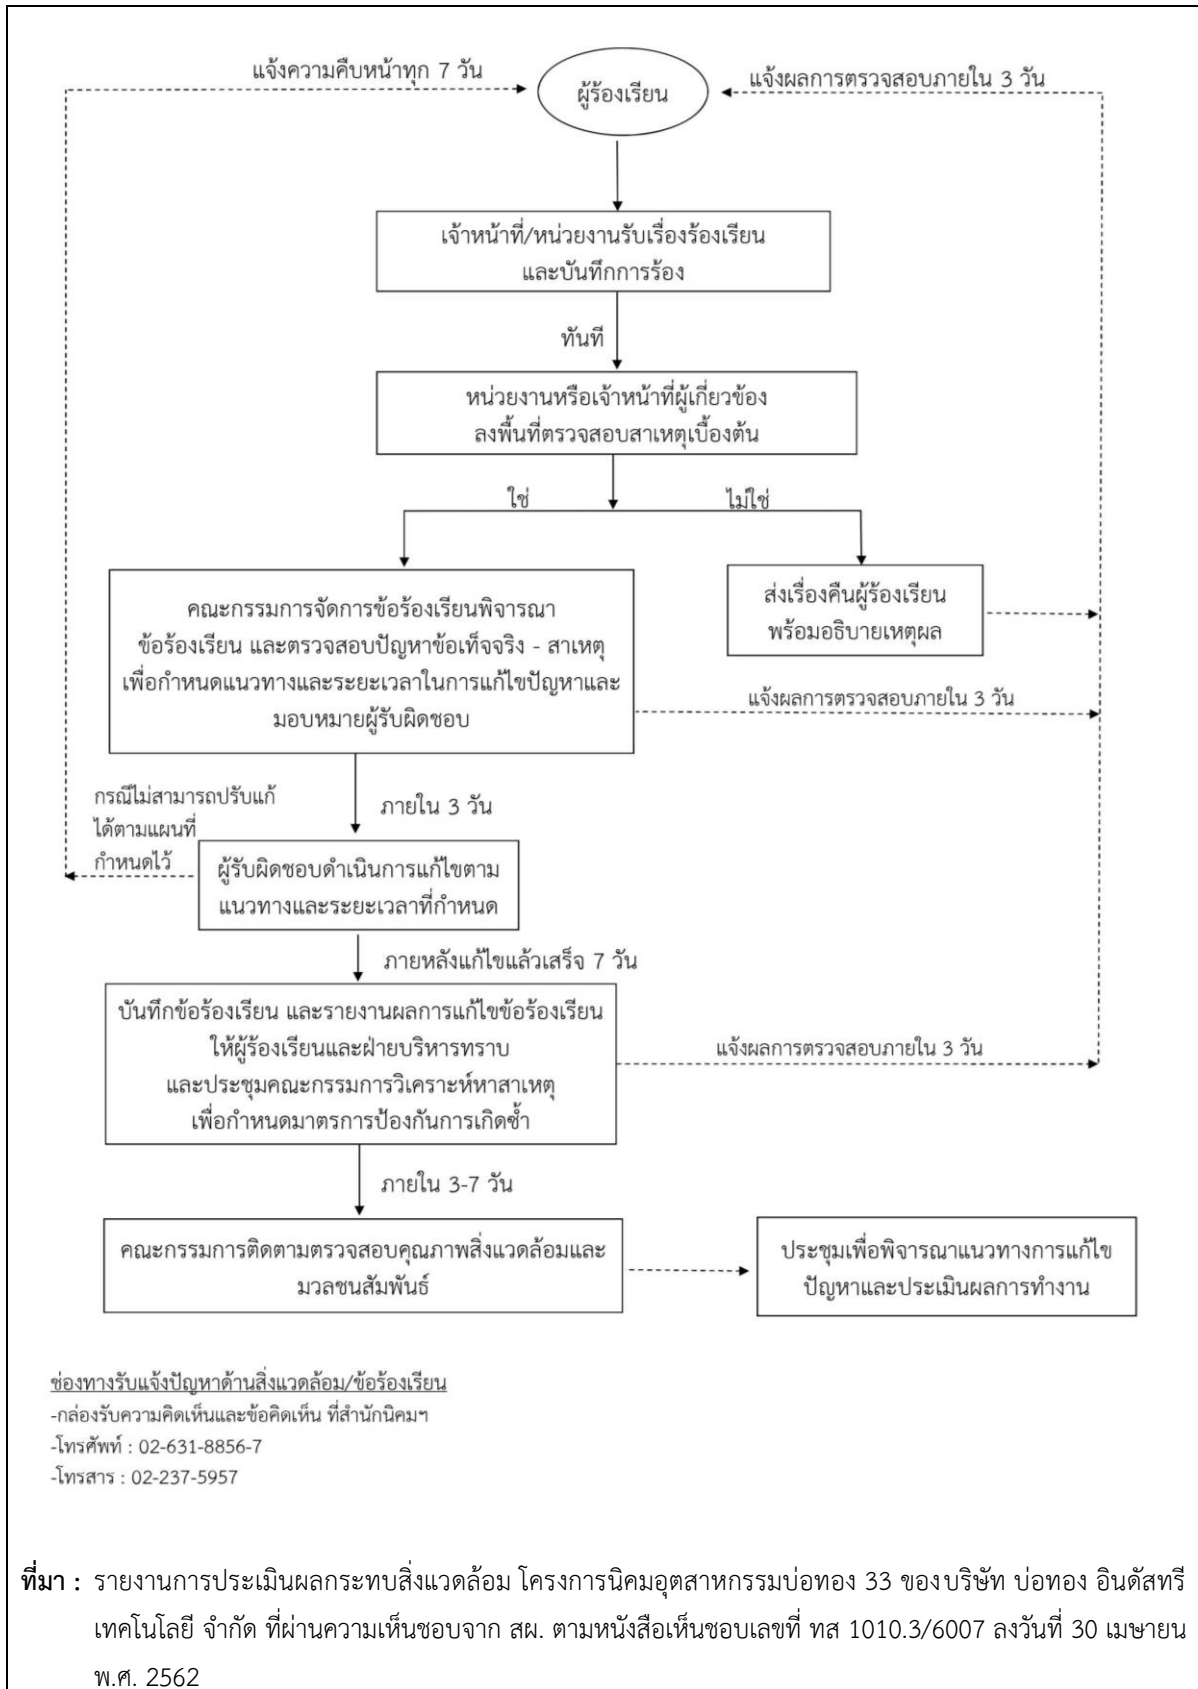 แจ้งความคืบหน้าทุก 7 วัน
ผู้ร้องเรียน
แจ้งผลการตรวจสอบภายใน 3 วัน
เจ้าหน้าที่/หน่วยงานรับเรื่องร้องเรียน
และบันทึกการร้อง
ทันที
หน่วยงานหรือเจ้าหน้าที่ผู้เกี่ยวข้อง
ลงพื้นที่ตรวจสอบสาเหตุเบื้องต้น
ใช่
ไม่ใช่
คณะกรรมการจัดการข้อร้องเรียนพิจารณา
ข้อร้องเรียน และตรวจสอบปัญหาข้อเท็จจริง - สาเหตุ
เพื่อกำหนดแนวทางและระยะเวลาในการแก้ไขปัญหาและ
มอบหมายผู้รับผิดชอบ
ส่งเรื่องคืนผู้ร้องเรียน
พร้อมอธิบายเหตุผล
แจ้งผลการตรวจสอบภายใน 3 วัน
กรณีไม่สามารถปรับแก้
ได้ตามแผนที่
กำหนดไว้
ภายใน 3 วัน
ผู้รับผิดชอบดำเนินการแก้ไขตาม
แนวทางและระยะเวลาที่กำหนด
ภายหลังแก้ไขแล้วเสร็จ 7 วัน
บันทึกข้อร้องเรียน และรายงานผลการแก้ไขข้อร้องเรียน
ให้ผู้ร้องเรียนและฝ่ายบริหารทราบ
และประชุมคณะกรรมการวิเคราะห์หาสาเหตุ
เพื่อกำหนดมาตรการป้องกันการเกิดซ้ำ
แจ้งผลการตรวจสอบภายใน 3 วัน
ภายใน 3-7 วัน
คณะกรรมการติดตามตรวจสอบคุณภาพสิ่งแวดล้อมและ
มวลชนสัมพันธ์
ประชุมเพื่อพิจารณาแนวทางการแก้ไข
ปัญหาและประเมินผลการทำงาน
ช่องทางรับแจ้งปัญหาด้านสิ่งแวดล้อม/ข้อร้องเรียน
-กล่องรับความคิดเห็นและข้อคิดเห็น ที่สำนักนิคมฯ
-โทรศัพท์ : 02-631-8856-7
-โทรสาร : 02-237-5957
ที่มา : รายงานการประเมินผลกระทบสิ่งแวดล้อม โครงการนิคมอุตสาหกรรมบ่อทอง 33 ของบริษัท บ่อทอง อินดัสทรี
เทคโนโลยี จำกัด ที่ผ่านความเห็นชอบจาก สผ. ตามหนังสือเห็นชอบเลขที่ ทส 1010.3/6007 ลงวันที่ 30 เมษายน
พ.ศ. 2562